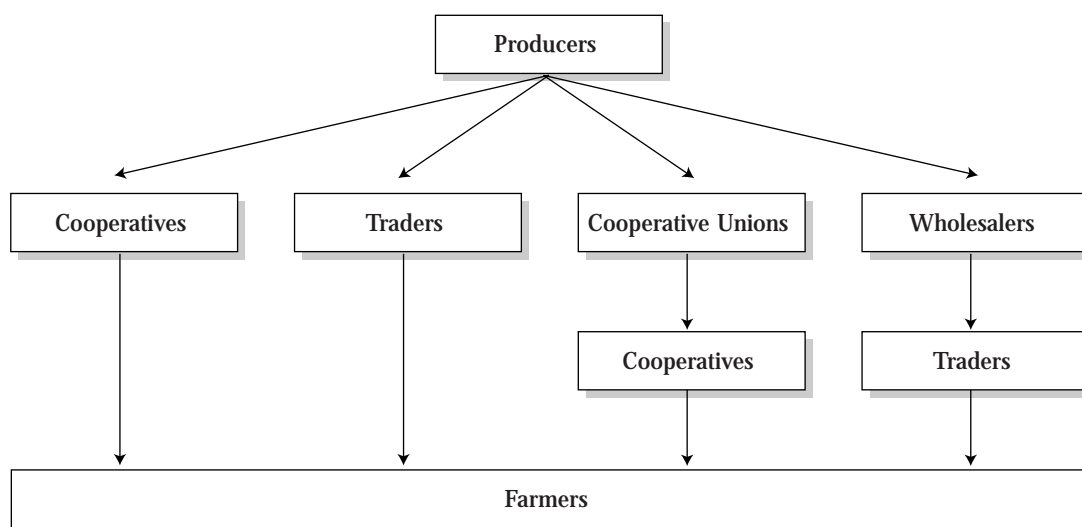 Producers
Cooperatives
Traders
Cooperative Unions
Wholesalers
Cooperatives
Traders
Farmers